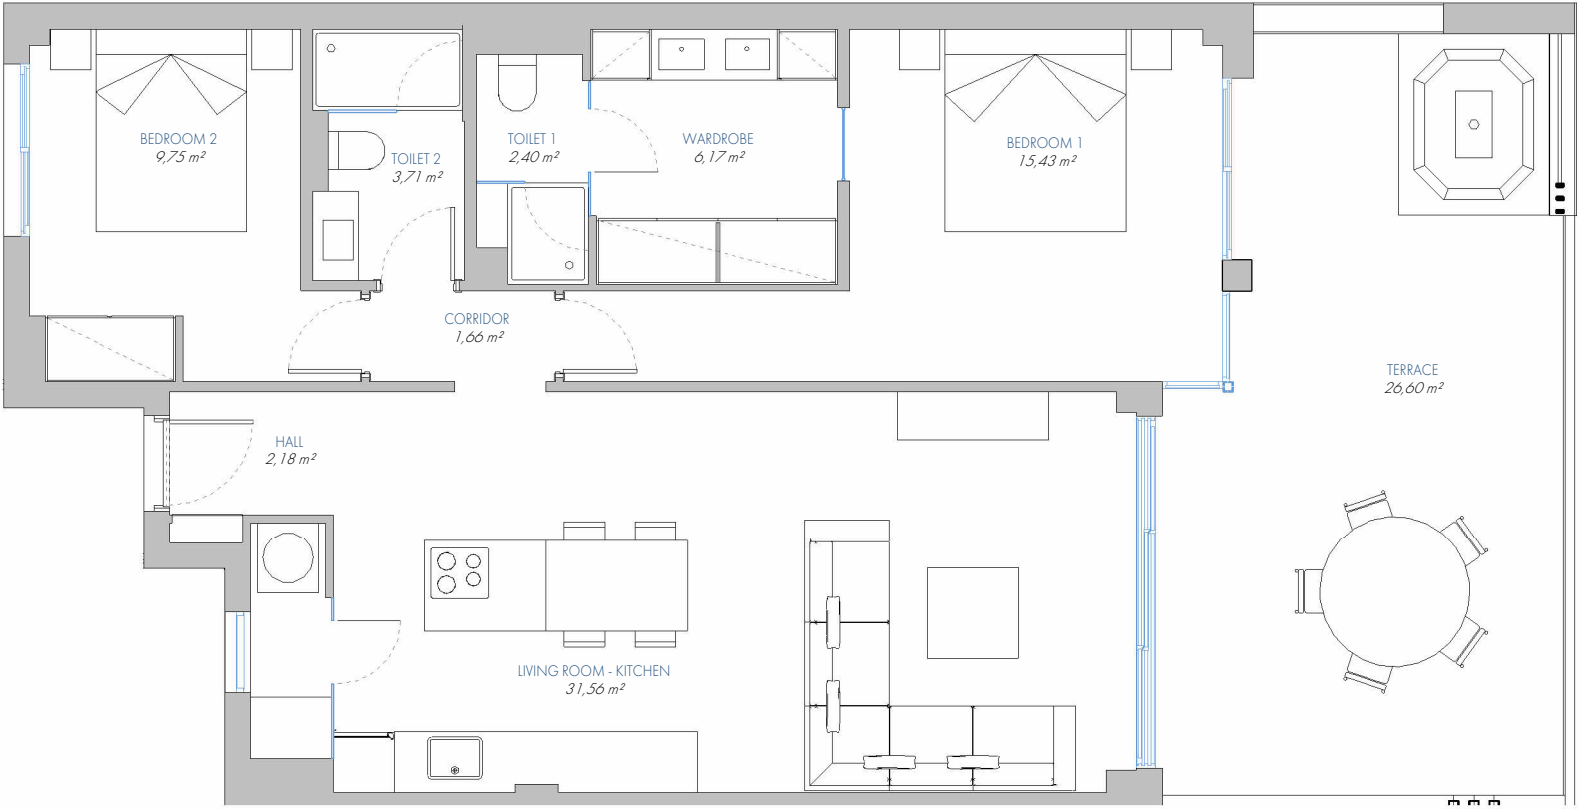 BEDROOM 2
9,75 m²
TOILET 2
3,71 m²
TOILET 1
2,40 m²
WARDROBE
6,17 m²
BEDROOM 1
15,43 m²
CORRIDOR
1,66 m²
TERRACE
26,60 m²
HALL
2,18 m²
LIVING ROOM - KITCHEN
31,56 m²